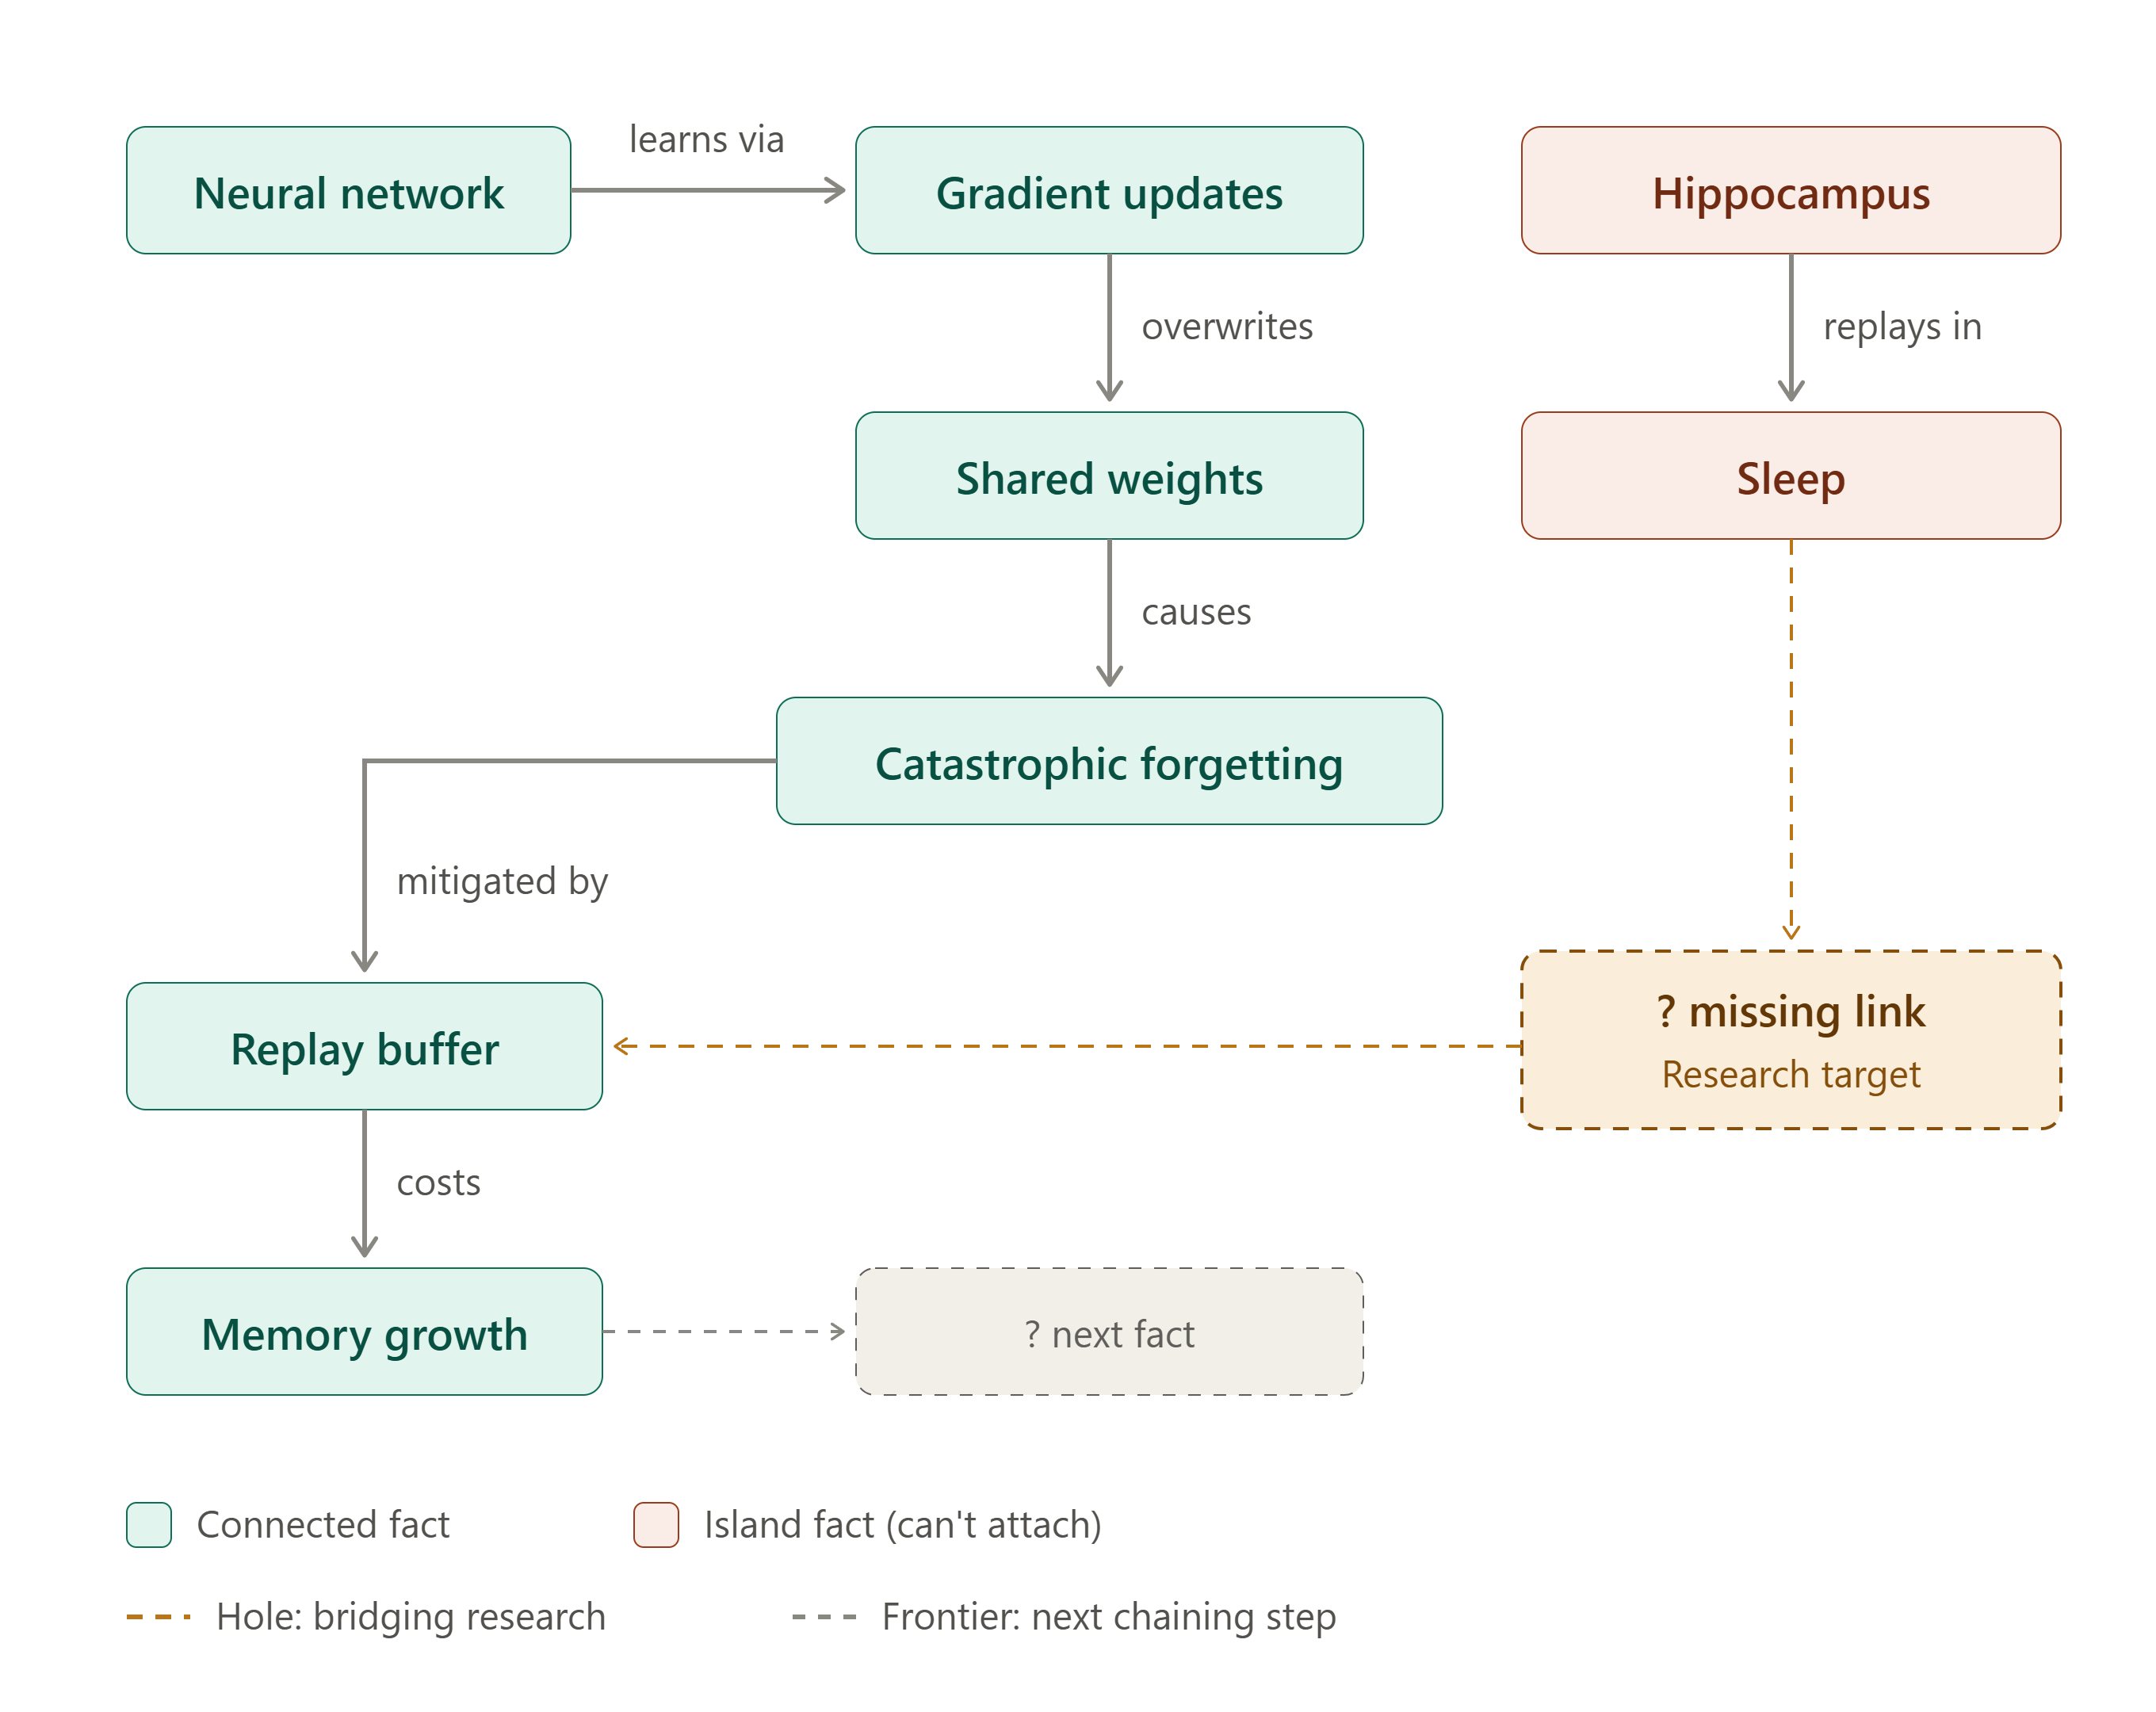 Neural network
learns via
Gradient updates
Hippocampus
overwrites
replays in
Shared weights
Sleep
causes
Catastrophic forgetting
mitigated by
? missing link
Research target
Replay buffer
costs
Memory growth
? next fact
Connected fact
Island fact (can't attach)
Hole: bridging research
Frontier: next chaining step